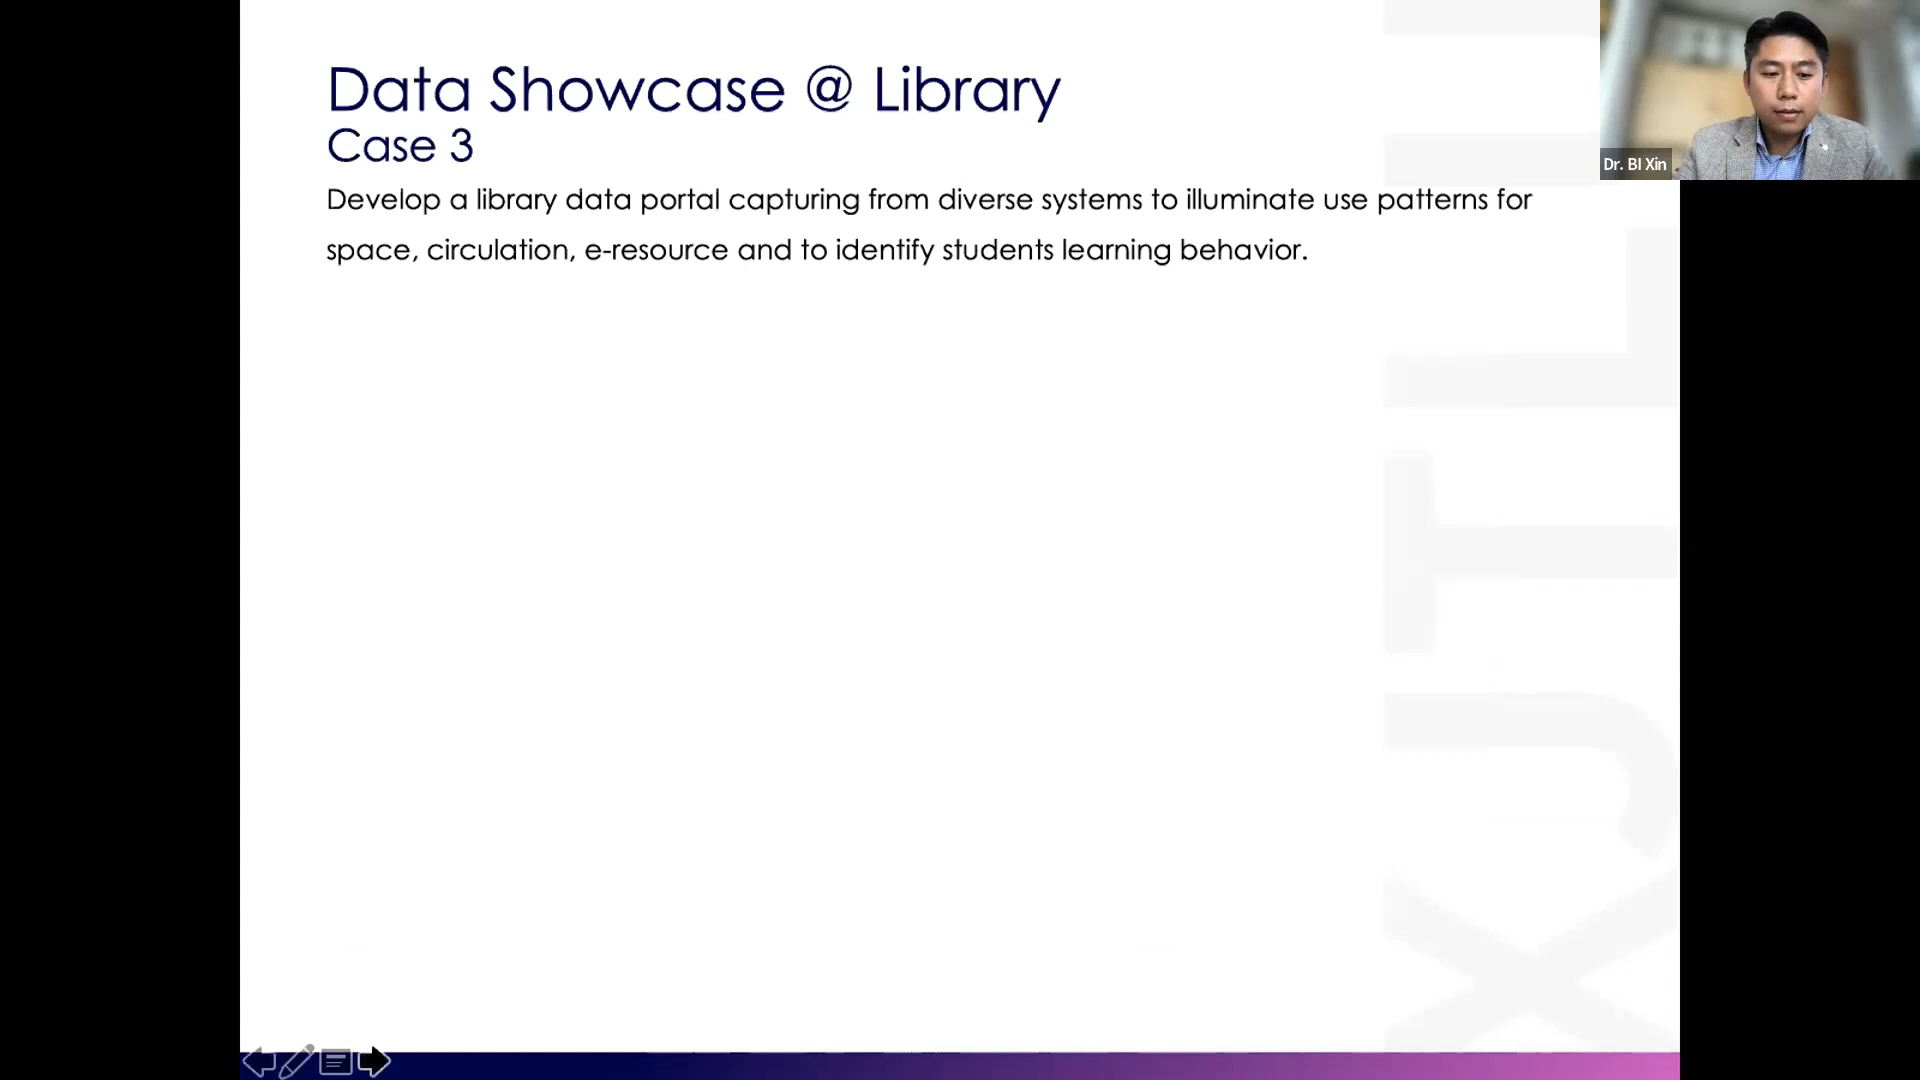 Data Showcase @ Library
Case 3
Develop a library data portal capturing from diverse systems to illuminate use patterns for
space, circulation, e-resource and to identify students learning behavior.
Dr. BI Xin
XJTLU